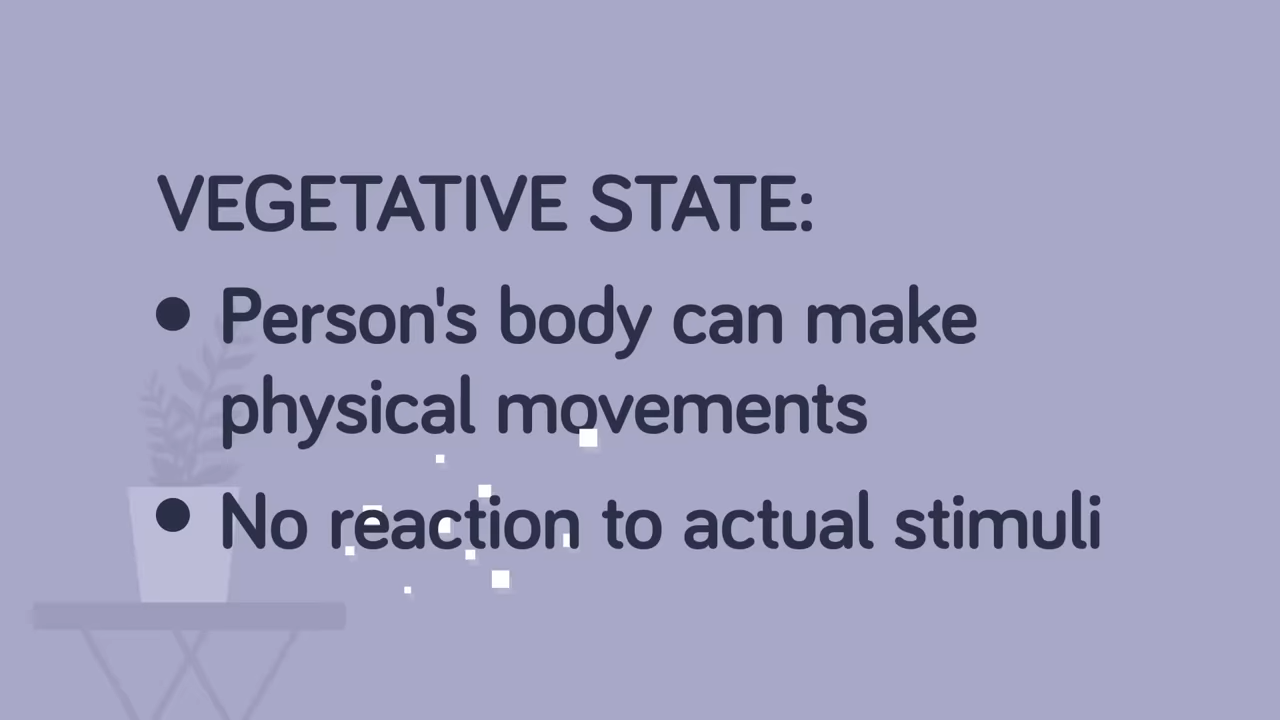 VEGETATIVE STATE:
• Person's body can make
physical movements
• No reaction to actual stimuli